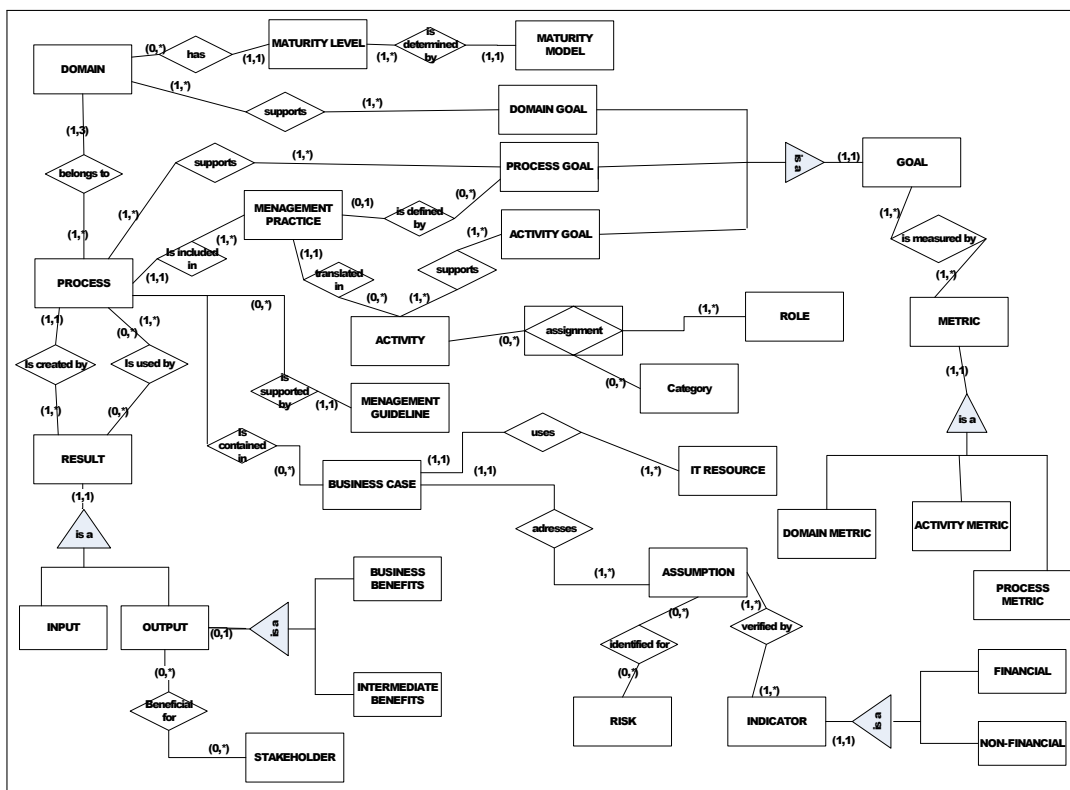 (0,*)
has
(1,1)
MATURITY LEVEL
(1,*)
is
determined
by
(1,1)
MATURITY
MODEL
DOMAIN
(1,*)
supports
(1,*)
DOMAIN GOAL
(1,3)
belongs to
(1,*)
supports
(1,*)
PROCESS GOAL
is a
(1,1)
GOAL
(1,*)
MENAGEMENT
PRACTICE
(0,1)
is defined
by
(0,*)
(1,*)
is measured by
(1,*)
(1,*)
Is included
in
(1,1)
(1,1)
translated
in
(0,*)
ACTIVITY GOAL
(1,*)
supports
(1,*)
PROCESS
(1,1)
Is created by
(1,*)
(1,*)
(0,*)
Is used by
(0,*)
(0,*)
is
supported
by
(1,1)
MENAGEMENT
GUIDELINE
ACTIVITY
(0,*)
assignment
(1,*)
ROLE
(0,*)
Category
METRIC
(1,1)
is a
DOMAIN METRIC
ACTIVITY METRIC
PROCESS
METRIC
RESULT
(1,1)
is a
INPUT
OUTPUT
(0,1)
is a
BUSINESS
BENEFITS
INTERMEDIATE
BENEFITS
(0,*)
Beneficial
for
(0,*)
STAKEHOLDER
Is
contained
in
(0,*)
BUSINESS CASE
(1,1)
uses
(1,*)
IT RESOURCE
(1,1)
adresses
(1,*)
ASSUMPTION
(0,*)
identified for
(0,*)
RISK
(1,*)
verified by
(1,*)
INDICATOR
(1,1)
is a
FINANCIAL
NON-FINANCIAL